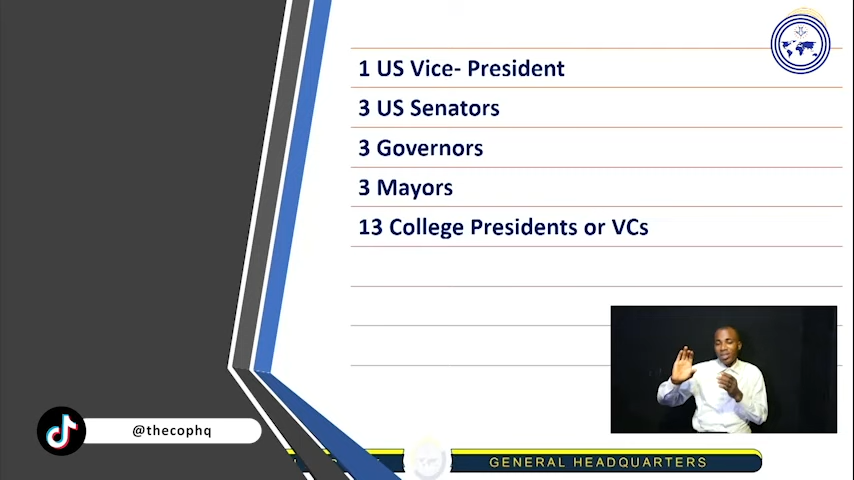 1 US Vice- President
3 US Senators
3 Governors
3 Mayors
13 College Presidents or VCs
@thecophq
GENERAL HEADQUARTERS